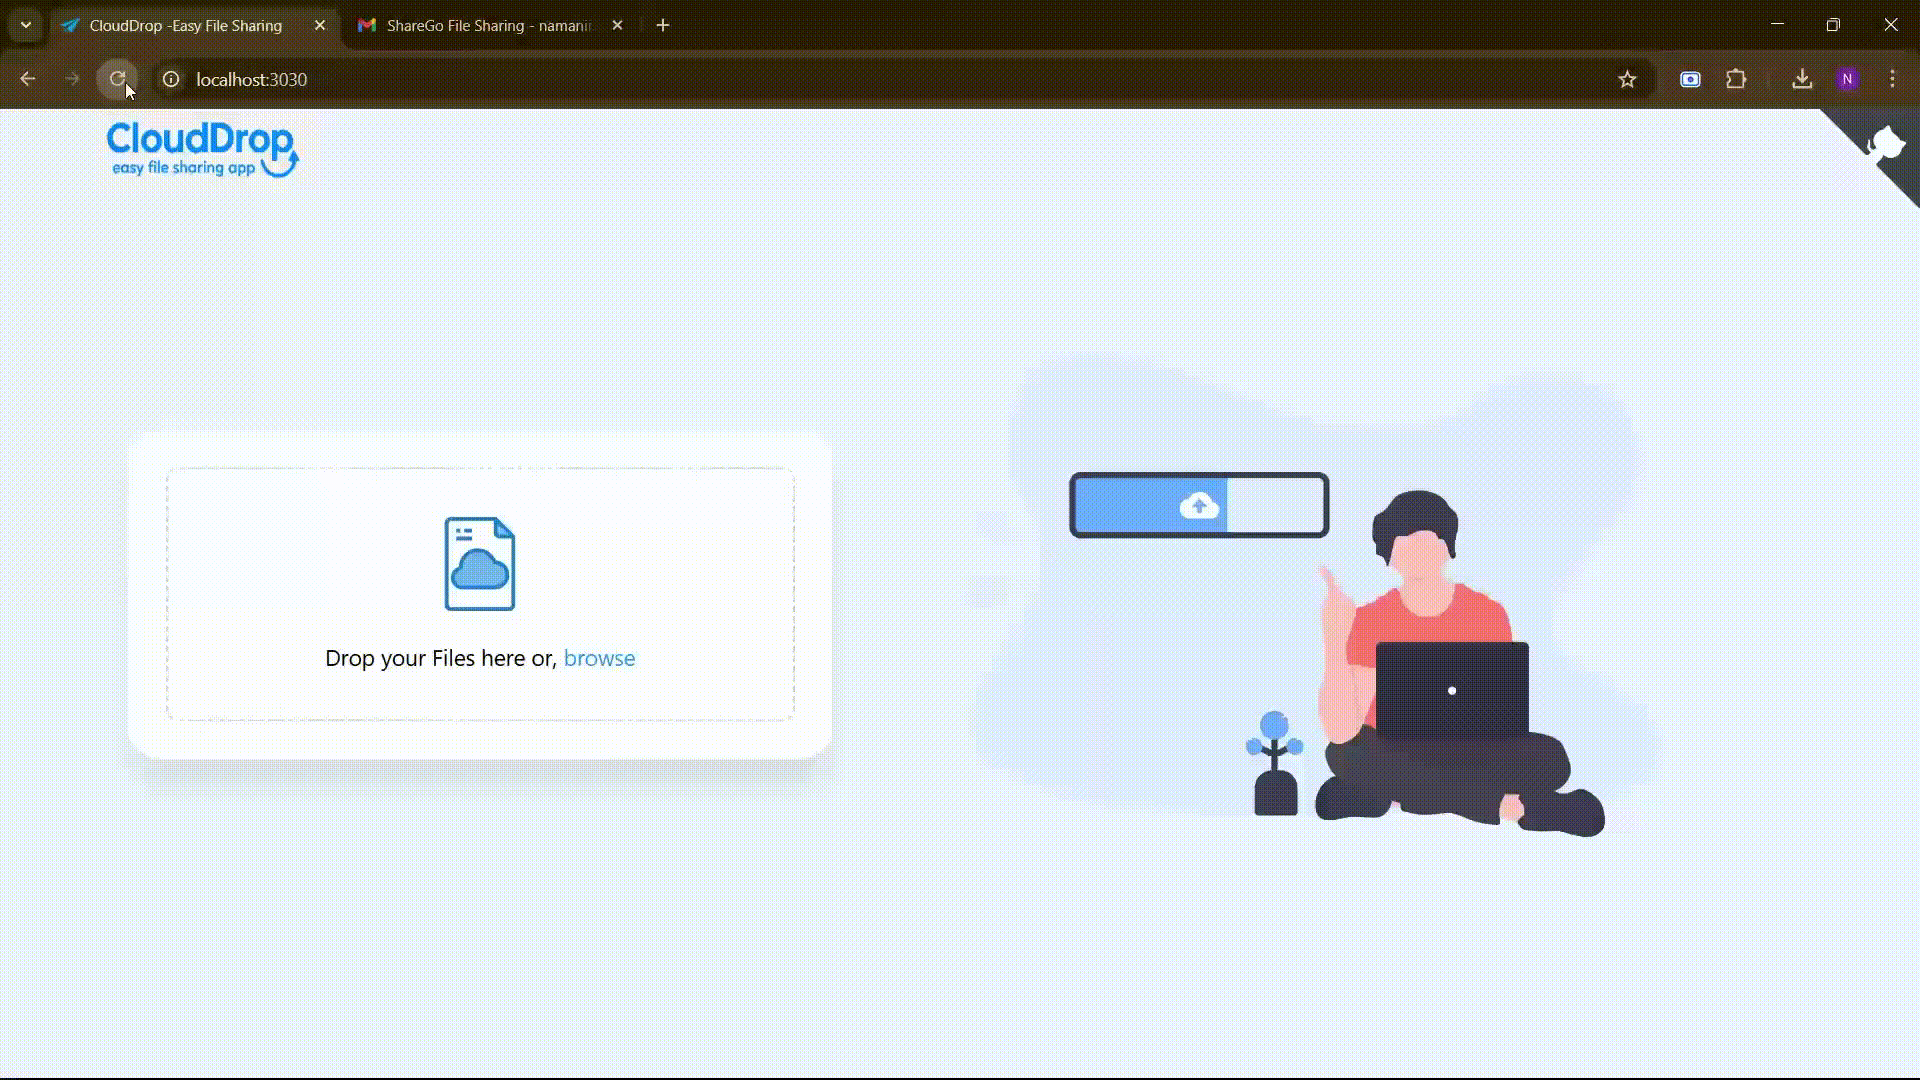 CloudDrop -Easy File Sharing
ShareGo File Sharing -
localhost:3030
N
CloudDrop
easy file sharing app
Drop your Files here or, browse